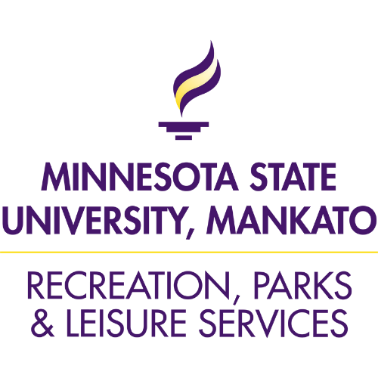 MINNESOTA STATE
UNIVERSITY, MANKATO
RECREATION, PARKS
& LEISURE SERVICES